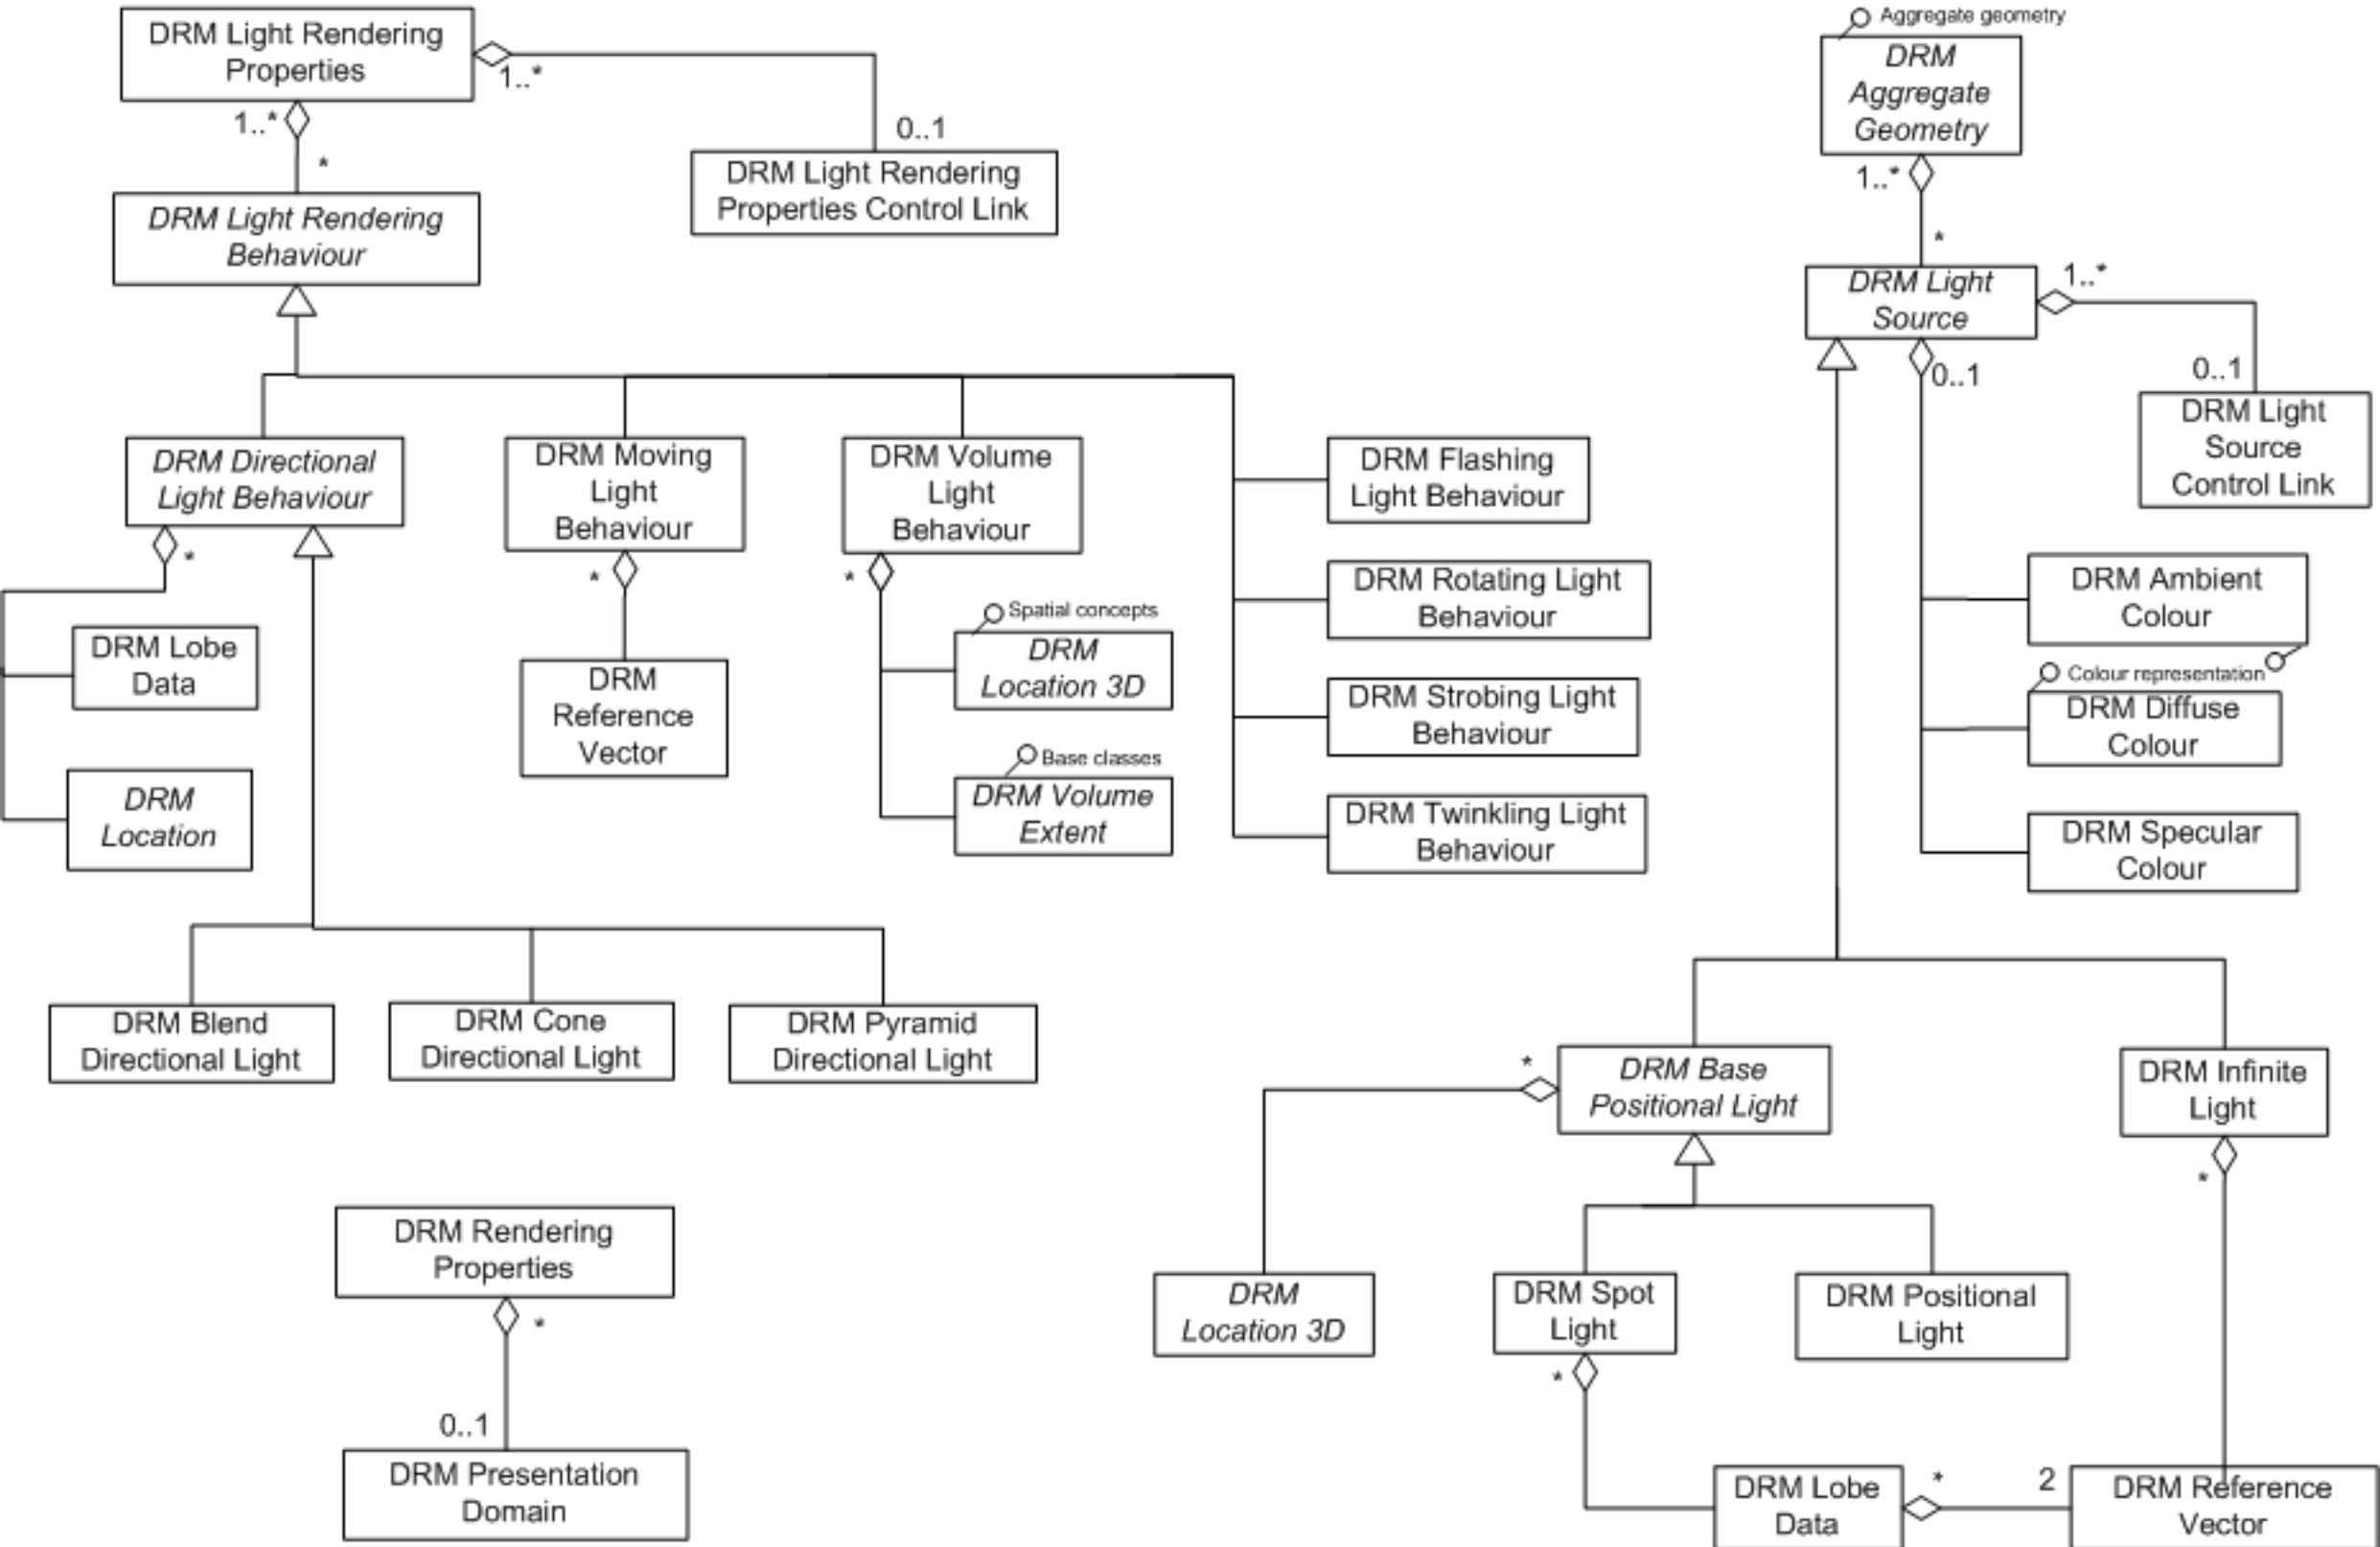 DRM Light Rendering
Properties
1..*
1..*
*
0..1
DRM Light Rendering
Properties Control Link
DRM Light Rendering
Behaviour
DRM Directional
Light Behaviour
*
DRM Lobe
Data
DRM
Location
DRM Moving
Light
Behaviour
*
DRM
Reference
Vector
DRM Volume
Light
Behaviour
*
Spatial concepts
DRM
Location 3D
Base classes
DRM Volume
Extent
DRM Flashing
Light Behaviour
DRM Rotating Light
Behaviour
DRM Strobing Light
Behaviour
DRM Twinkling Light
Behaviour
DRM Blend
Directional Light
DRM Cone
Directional Light
DRM Pyramid
Directional Light
DRM Rendering
Properties
*
0..1
DRM Presentation
Domain
Aggregate geometry
DRM
Aggregate
Geometry
1..*
*
DRM Light
Source
1..*
0..1
0..1
DRM Light
Source
Control Link
DRM Ambient
Colour
Colour representation
DRM Diffuse
Colour
DRM Specular
Colour
DRM Base
Positional Light
*
DRM Infinite
Light
*
DRM
Location 3D
DRM Spot
Light
*
DRM Positional
Light
DRM Lobe
Data
*
2
DRM Reference
Vector